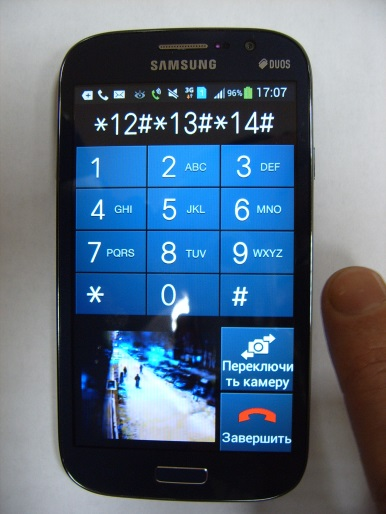 SAMSUNG
DUOS
3G 96% 17:07
*12#*13#*14#
1 2 ABC 3 DEF
4 GHI 5 JKL 6 MNO
7 PQRS 8 TUV 9 WXYZ
* 0 #
Переключи
ть камеру
Завершить